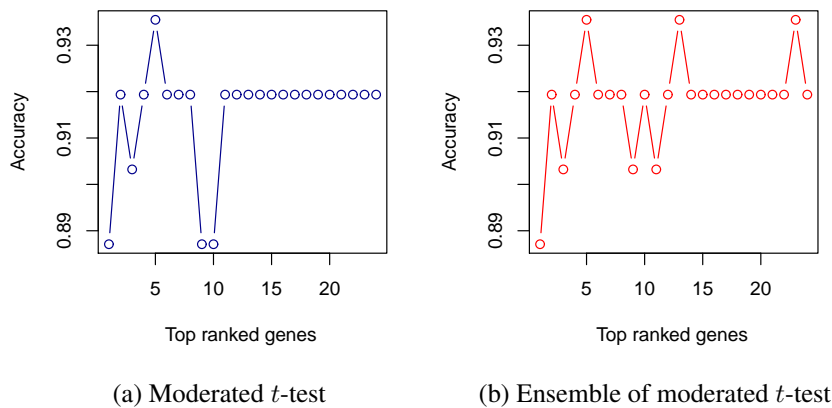 0.93
0.91
0.89
Accuracy
5 10 15 20
Top ranked genes
(a) Moderated t-test
0.93
0.91
0.89
Accuracy
5 10 15 20
Top ranked genes
(b) Ensemble of moderated t-test